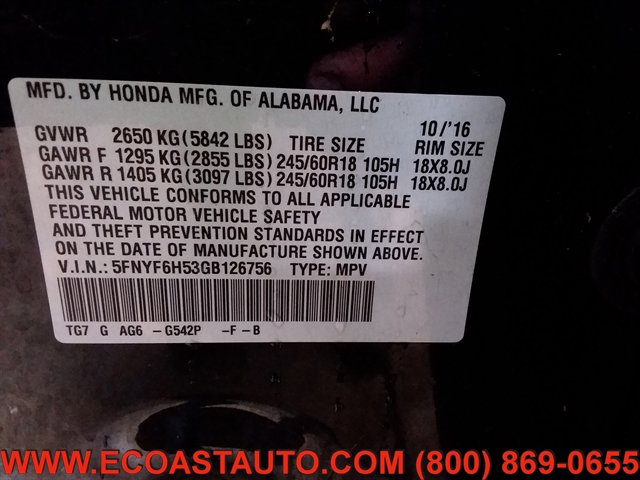 MFD. BY HONDA MFG. OF ALABAMA, LLC
10/'16
GVWR 2650 KG(5842 LBS) TIRE SIZE RIM SIZE
GAWR F 1295 KG(2855 LBS)245/60R18 105H 18X8.0J
GAWR R 1405 KG(3097 LBS)245/60R18 105H 18X8.0J
THIS VEHICLE CONFORMS TO ALL APPLICABLE
FEDERAL MOTOR VEHICLE SAFETY
AND THEFT PREVENTION STANDARDS IN EFFECT
ON THE DATE OF MANUFACTURE SHOWN ABOVE.
V.I.N.: 5FNYF6H53GB126756 TYPE: MPV
TG7 G AG6 -G542P -F-B
WWW.ECOASTAUTO.COM (800) 869-0655